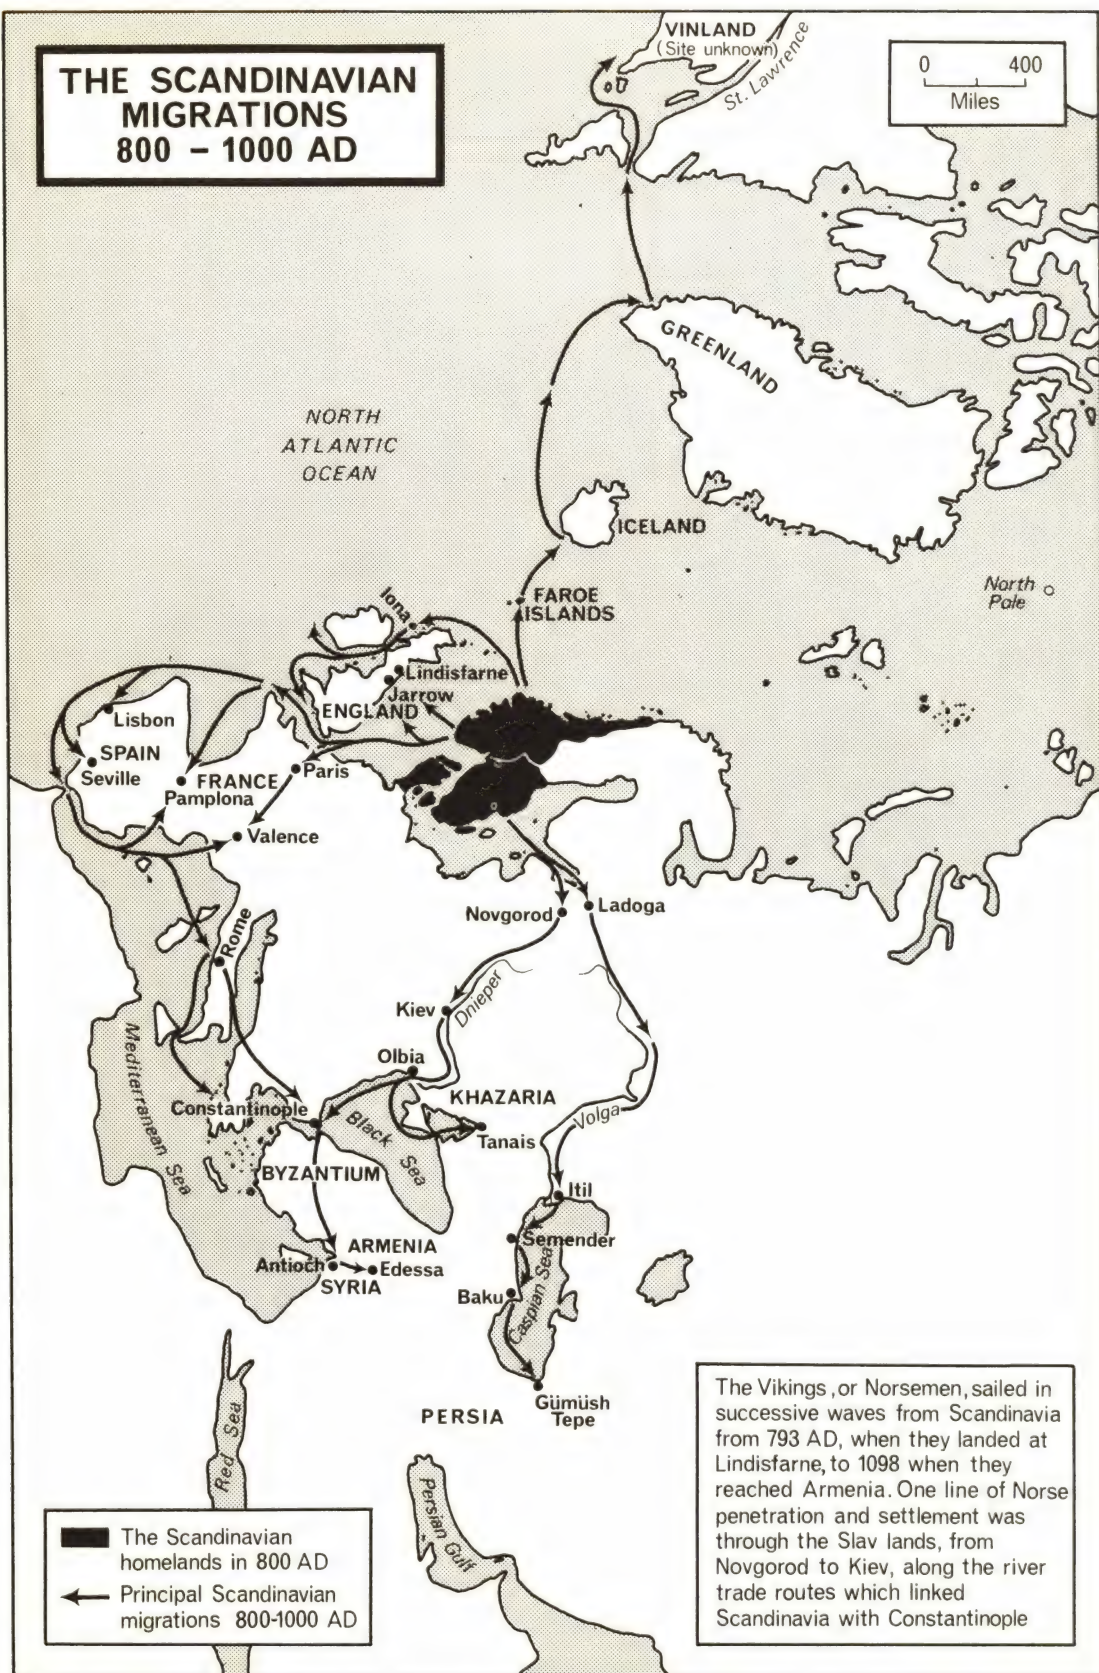 THE SCANDINAVIAN
MIGRATIONS
800 – 1000 AD
VINLAND
(Site unknown)
St. Lawrence
0 400
Miles
GREENLAND
NORTH
ATLANTIC
OCEAN
ICELAND
North
Pole
FAROE
ISLANDS
Iona
Lindisfarne
Jarrow
ENGLAND
Lisbon
SPAIN
Seville
FRANCE
Pamplona
Paris
Valence
Novgorod
Ladoga
Rome
Kiev
Dnieper
Olbia
Mediterranean Sea
KHAZARIA
Constantinople
Black Sea
Tanais
Volga
BYZANTIUM
Itil
Semender
ARMENIA
Antioch
Edessa
SYRIA
Baku
Caspian Sea
Gümüsh
Tepe
PERSIA
Red Sea
Persian Gulf
The Scandinavian
homelands in 800 AD
Principal Scandinavian
migrations 800-1000 AD
The Vikings, or Norsemen, sailed in
successive waves from Scandinavia
from 793 AD, when they landed at
Lindisfarne, to 1098 when they
reached Armenia. One line of Norse
penetration and settlement was
through the Slav lands, from
Novgorod to Kiev, along the river
trade routes which linked
Scandinavia with Constantinople